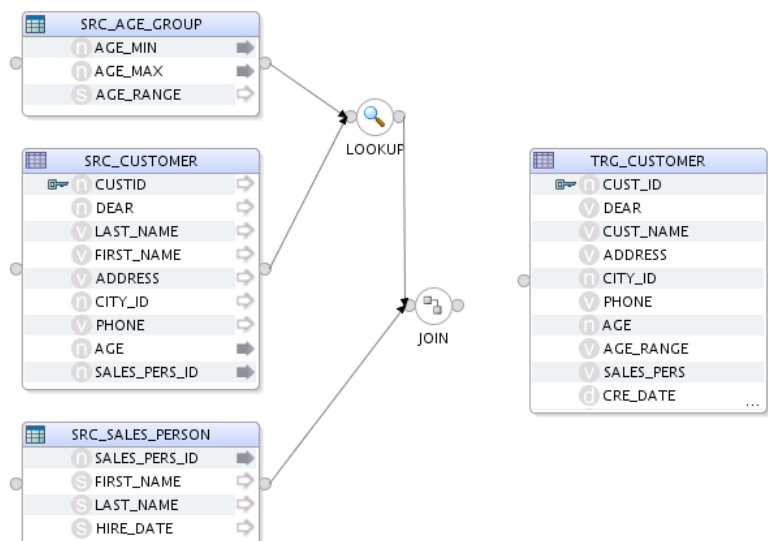 SRC_AGE_GROUP
n AGE_MIN
n AGE_MAX
S AGE_RANGE
LOOKUP
SRC_CUSTOMER
n CUSTID
n DEAR
v LAST_NAME
v FIRST_NAME
v ADDRESS
n CITY_ID
v PHONE
n AGE
n SALES_PERS_ID
JOIN
TRG_CUSTOMER
n CUST_ID
v DEAR
v CUST_NAME
v ADDRESS
n CITY_ID
v PHONE
n AGE
v AGE_RANGE
v SALES_PERS
d CRE_DATE
...
SRC_SALES_PERSON
n SALES_PERS_ID
S FIRST_NAME
S LAST_NAME
S HIRE_DATE